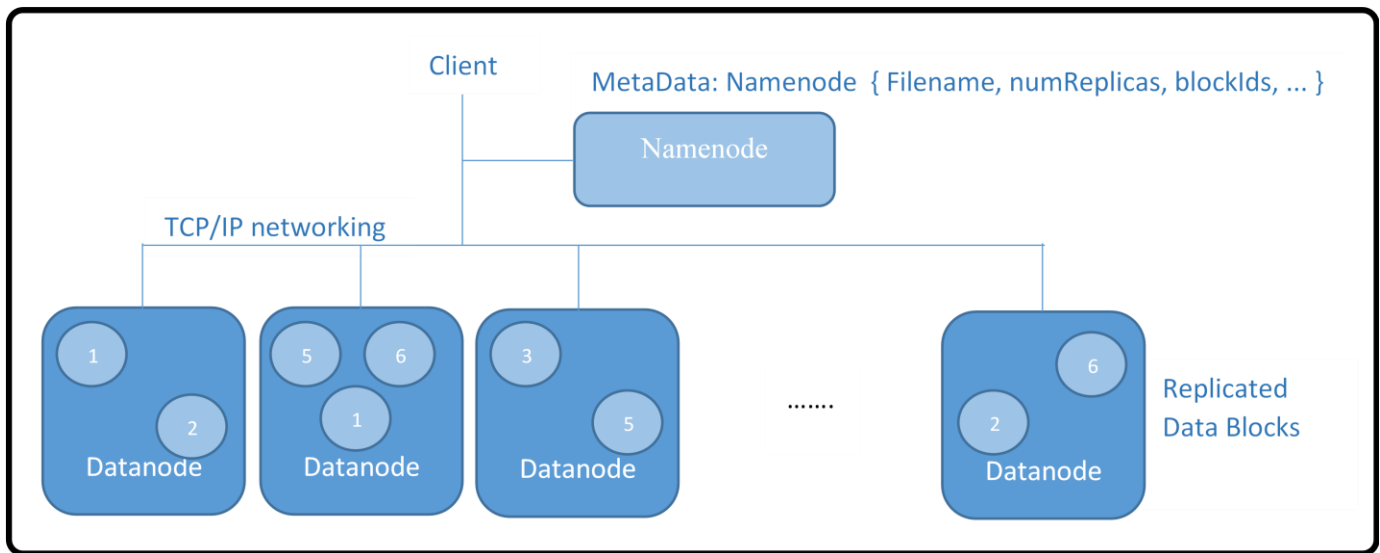 Client
MetaData: Namenode { Filename, numReplicas, blockIds, ... }
Namenode
TCP/IP networking
1
2
Datanode
5 6
1
Datanode
3
5
Datanode
.......
6
2
Datanode
Replicated
Data Blocks